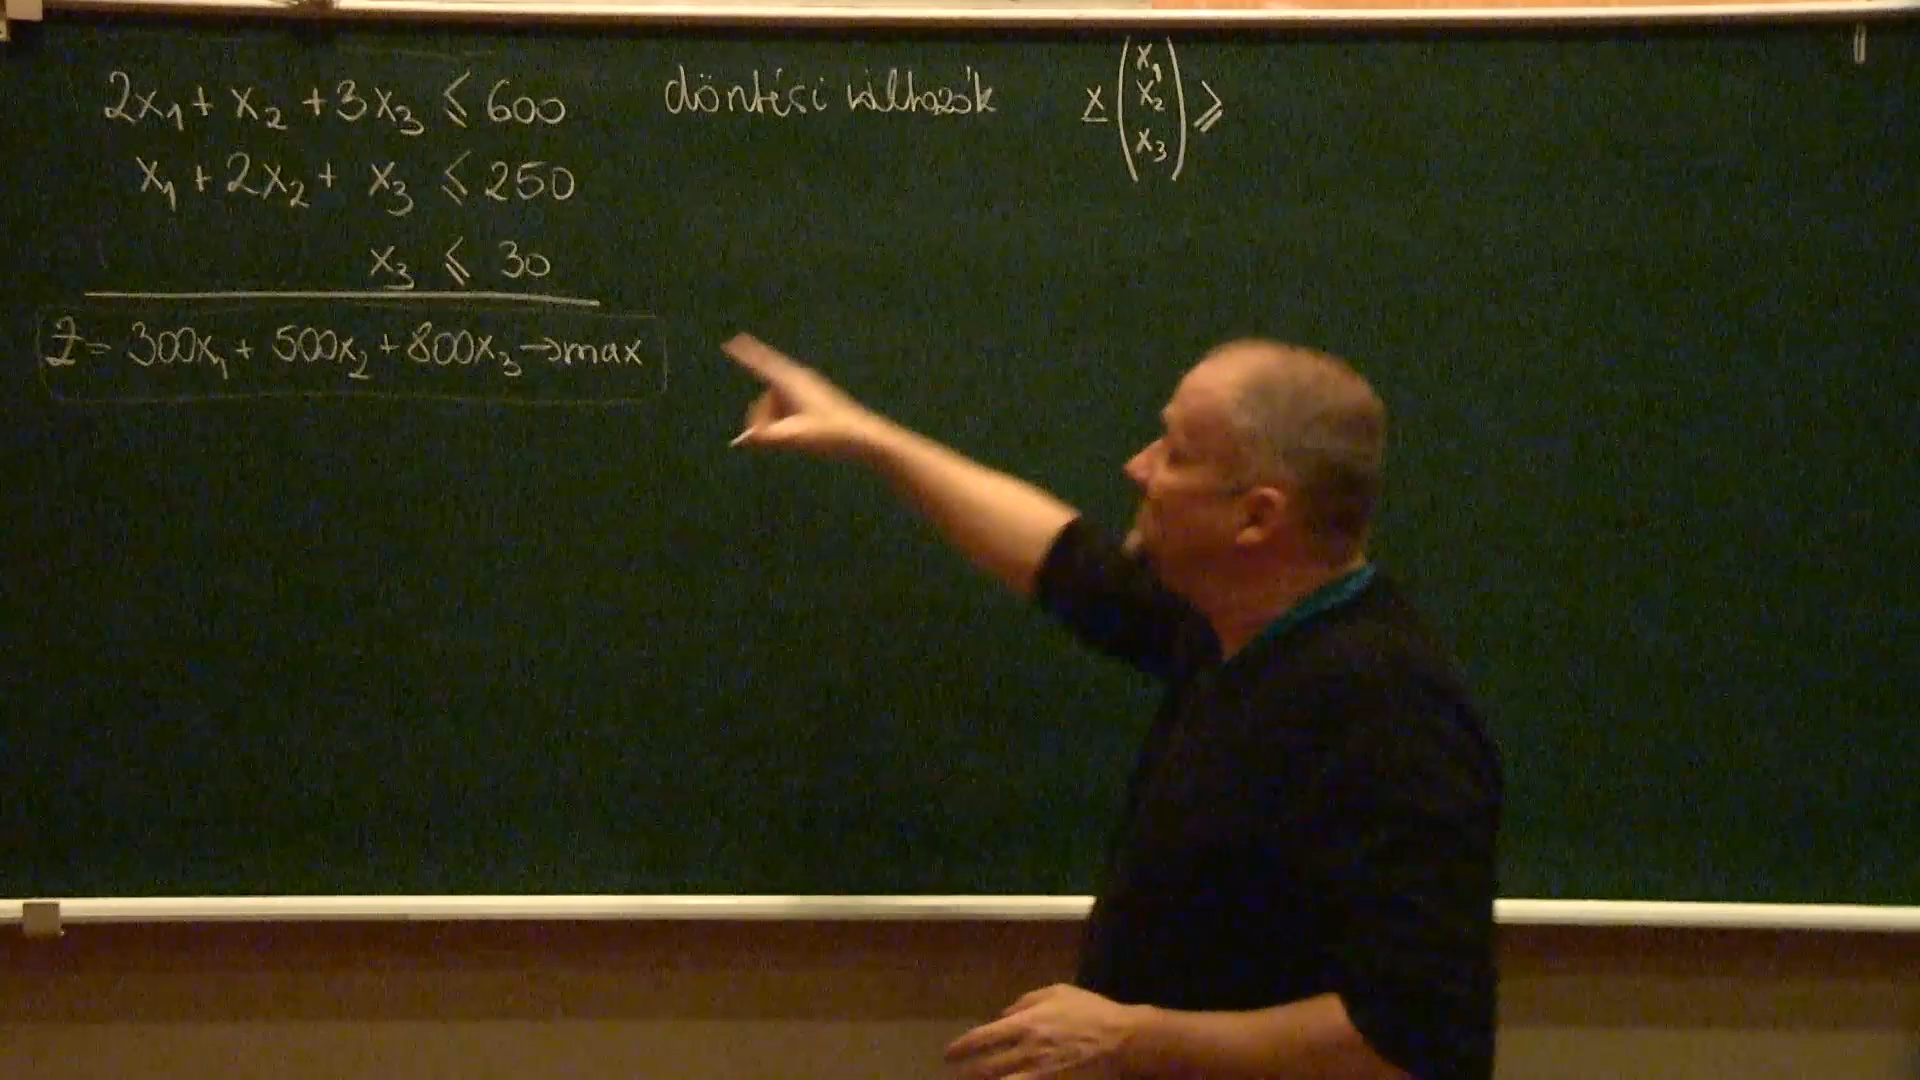 2x₁ + x₂ + 3x₃ ≤ 600
x₁ + 2x₂ + x₃ ≤ 250
x₃ ≤ 30
Z = 300x₁ + 500x₂ + 800x₃ → max
döntési változók
x (x₁ x₂ x₃) ≥